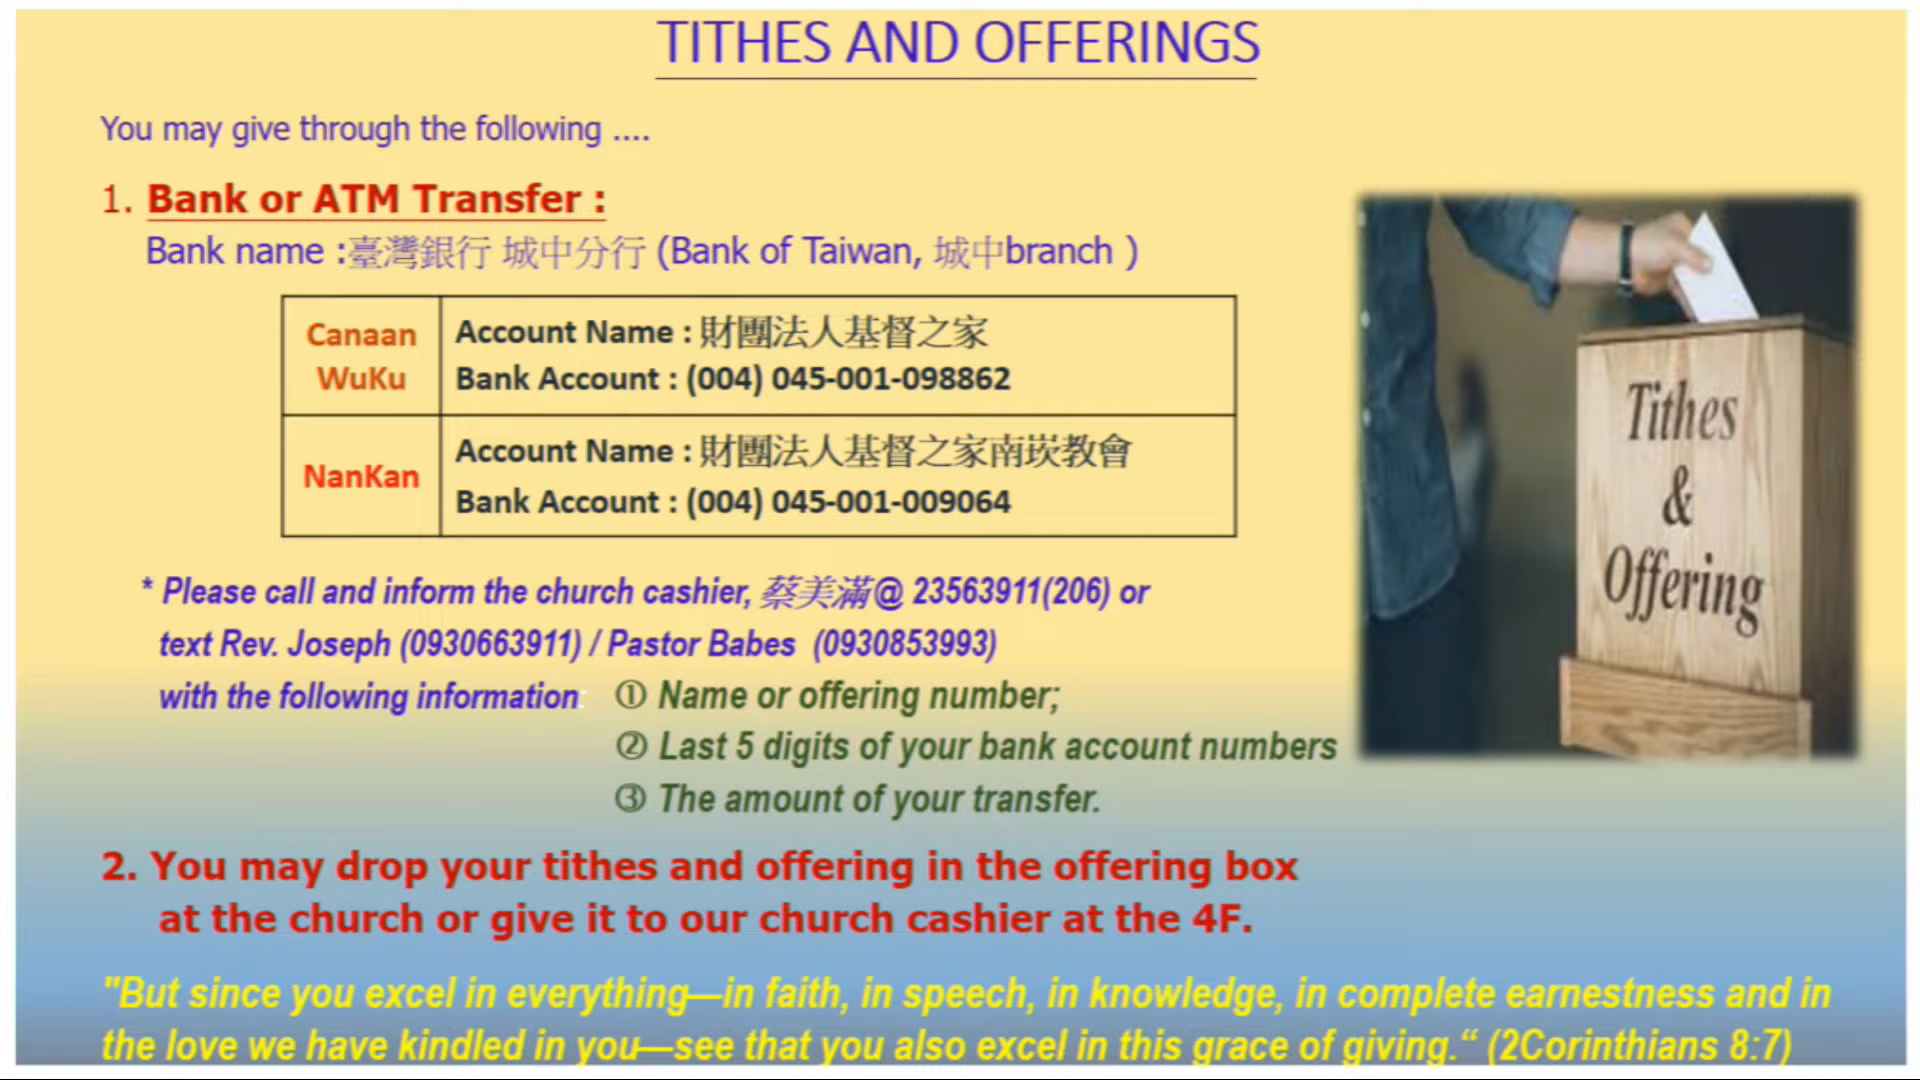 TITHES AND OFFERINGS
You may give through the following ....
1. Bank or ATM Transfer :
Bank name :臺灣銀行 城中分行 (Bank of Taiwan, 城中branch )
Canaan
WuKu
Account Name : 財團法人基督之家
Bank Account : (004) 045-001-098862
NanKan
Account Name : 財團法人基督之家南崁教會
Bank Account : (004) 045-001-009064
* Please call and inform the church cashier, 蔡美滿@ 23563911(206) or
text Rev. Joseph (0930663911) / Pastor Babes (0930853993)
with the following information:
① Name or offering number;
② Last 5 digits of your bank account numbers
③ The amount of your transfer.
2. You may drop your tithes and offering in the offering box
at the church or give it to our church cashier at the 4F.
"But since you excel in everything—in faith, in speech, in knowledge, in complete earnestness and in
the love we have kindled in you—see that you also excel in this grace of giving.“ (2Corinthians 8:7)
Tithes
&
Offering